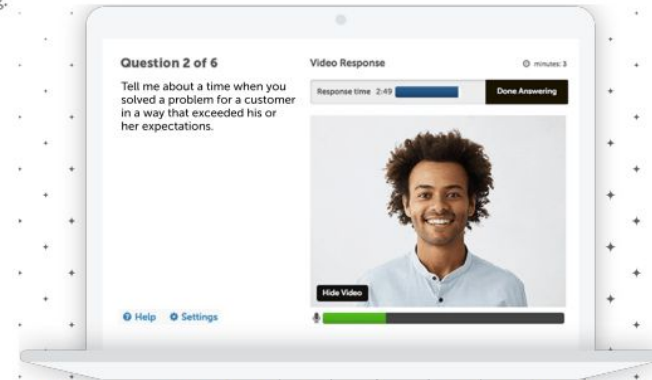 Question 2 of 6
Tell me about a time when you
solved a problem for a customer
in a way that exceeded his or
her expectations.
Help Settings
Video Response
minutes: 3
Response time 2:49
Done Answering
Hide Video